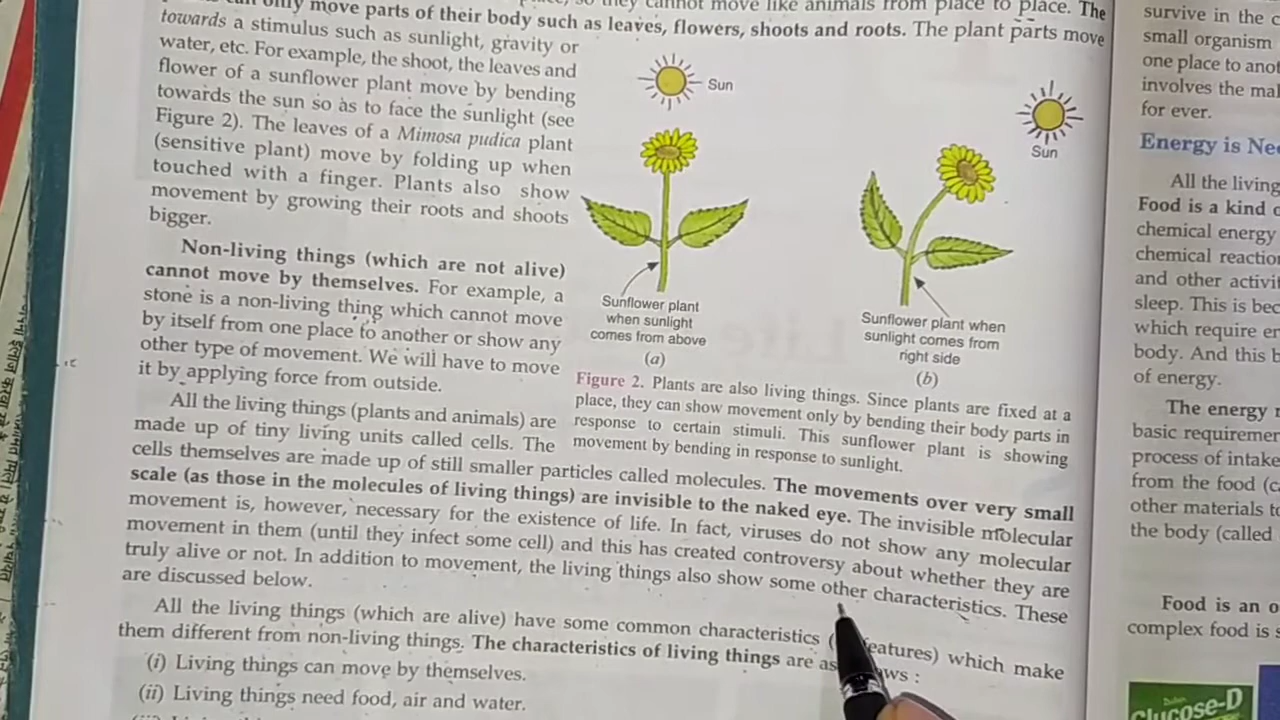 only move parts of their body such as leaves, flowers, shoots and roots. The plant parts move
towards a stimulus such as sunlight, gravity or
water, etc. For example, the shoot, the leaves and
flower of a sunflower plant move by bending
towards the sun so as to face the sunlight (see
Figure 2). The leaves of a Mimosa pudica plant
(sensitive plant) move by folding up when
touched with a finger. Plants also show
movement by growing their roots and shoots
bigger.
Non-living things (which are not alive)
cannot move by themselves. For example, a
stone is a non-living thing which cannot move
by itself from one place to another or show any
other type of movement. We will have to move
it by applying force from outside.
All the living things (plants and animals) are
made up of tiny living units called cells. The
Sun
Sun
Sunflower plant
when sunlight
comes from above
(a)
Sunflower plant when
sunlight comes from
right side
(b)
Figure 2. Plants are also living things. Since plants are fixed at a
place, they can show movement only by bending their body parts in
response to certain stimuli. This sunflower plant is showing
movement by bending in response to sunlight.
cells themselves are made up of still smaller particles called molecules. The movements over very small
scale (as those in the molecules of living things) are invisible to the naked eye. The invisible molecular
movement is, however, necessary for the existence of life. In fact, viruses do not show any molecular
movement in them (until they infect some cell) and this has created controversy about whether they are
truly alive or not. In addition to movement, the living things also show some other characteristics. These
are discussed below.
All the living things (which are alive) have some common characteristics ( features) which make
them different from non-living things. The characteristics of living things are as :
(i) Living things can move by themselves.
(ii) Living things need food, air and water.
survive in the
small organism
one place to
involves the
for ever.
Energy is
All the living
Food is a kind
chemical energy
chemical
and other
sleep. This is
which require
body. And this
of energy.
The energy
basic
process of
from the food
other materials
the body (called
Food is an
complex food is
Glucose-D